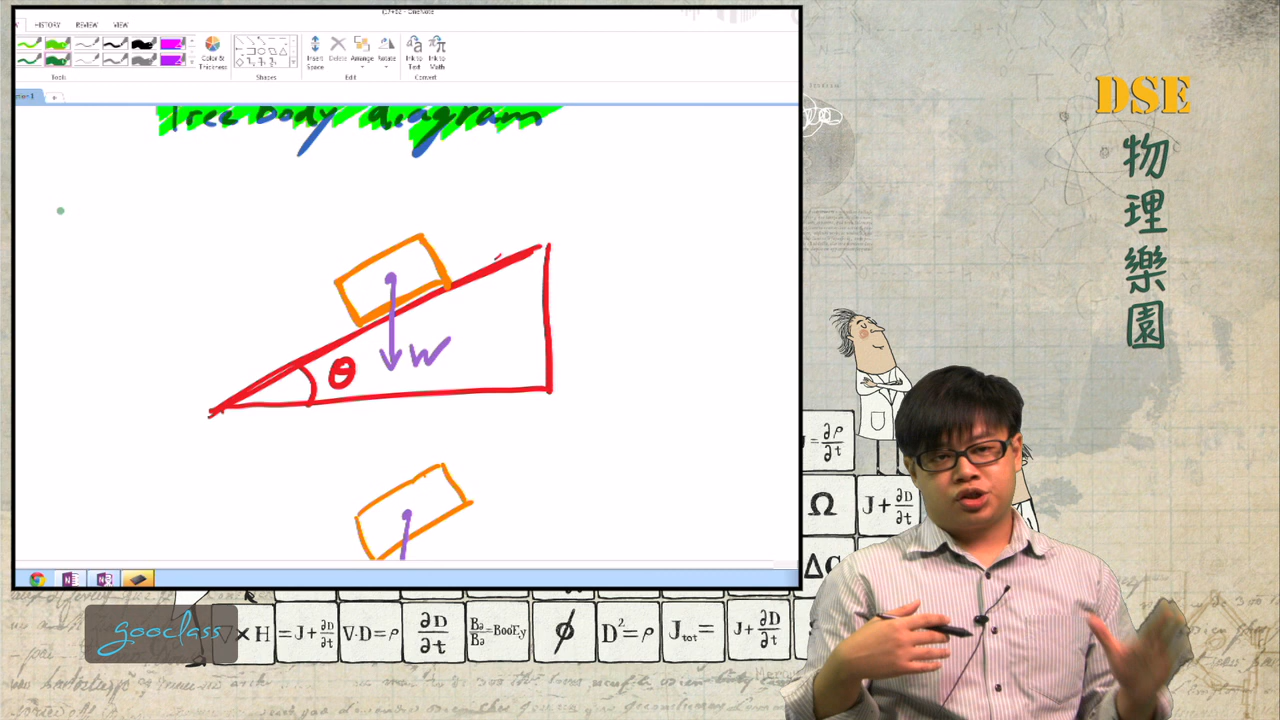 HISTORY REVIEW VIEW
Color & Thickness
Insert Space
Delete
Arrange
Rotate
Ink to Text
Ink to Math
Tools
Shapes
Edit
Convert
free body diagram
θ
W
DSE
物理樂園
gooclass
× H
= J + ∂D/∂t
∇·D = ρ
∂D/∂t
ϕ
D²= ρ
Jtot =
J + ∂D/∂t
= ∂ρ/∂t
Ω
J + ∂D/∂t